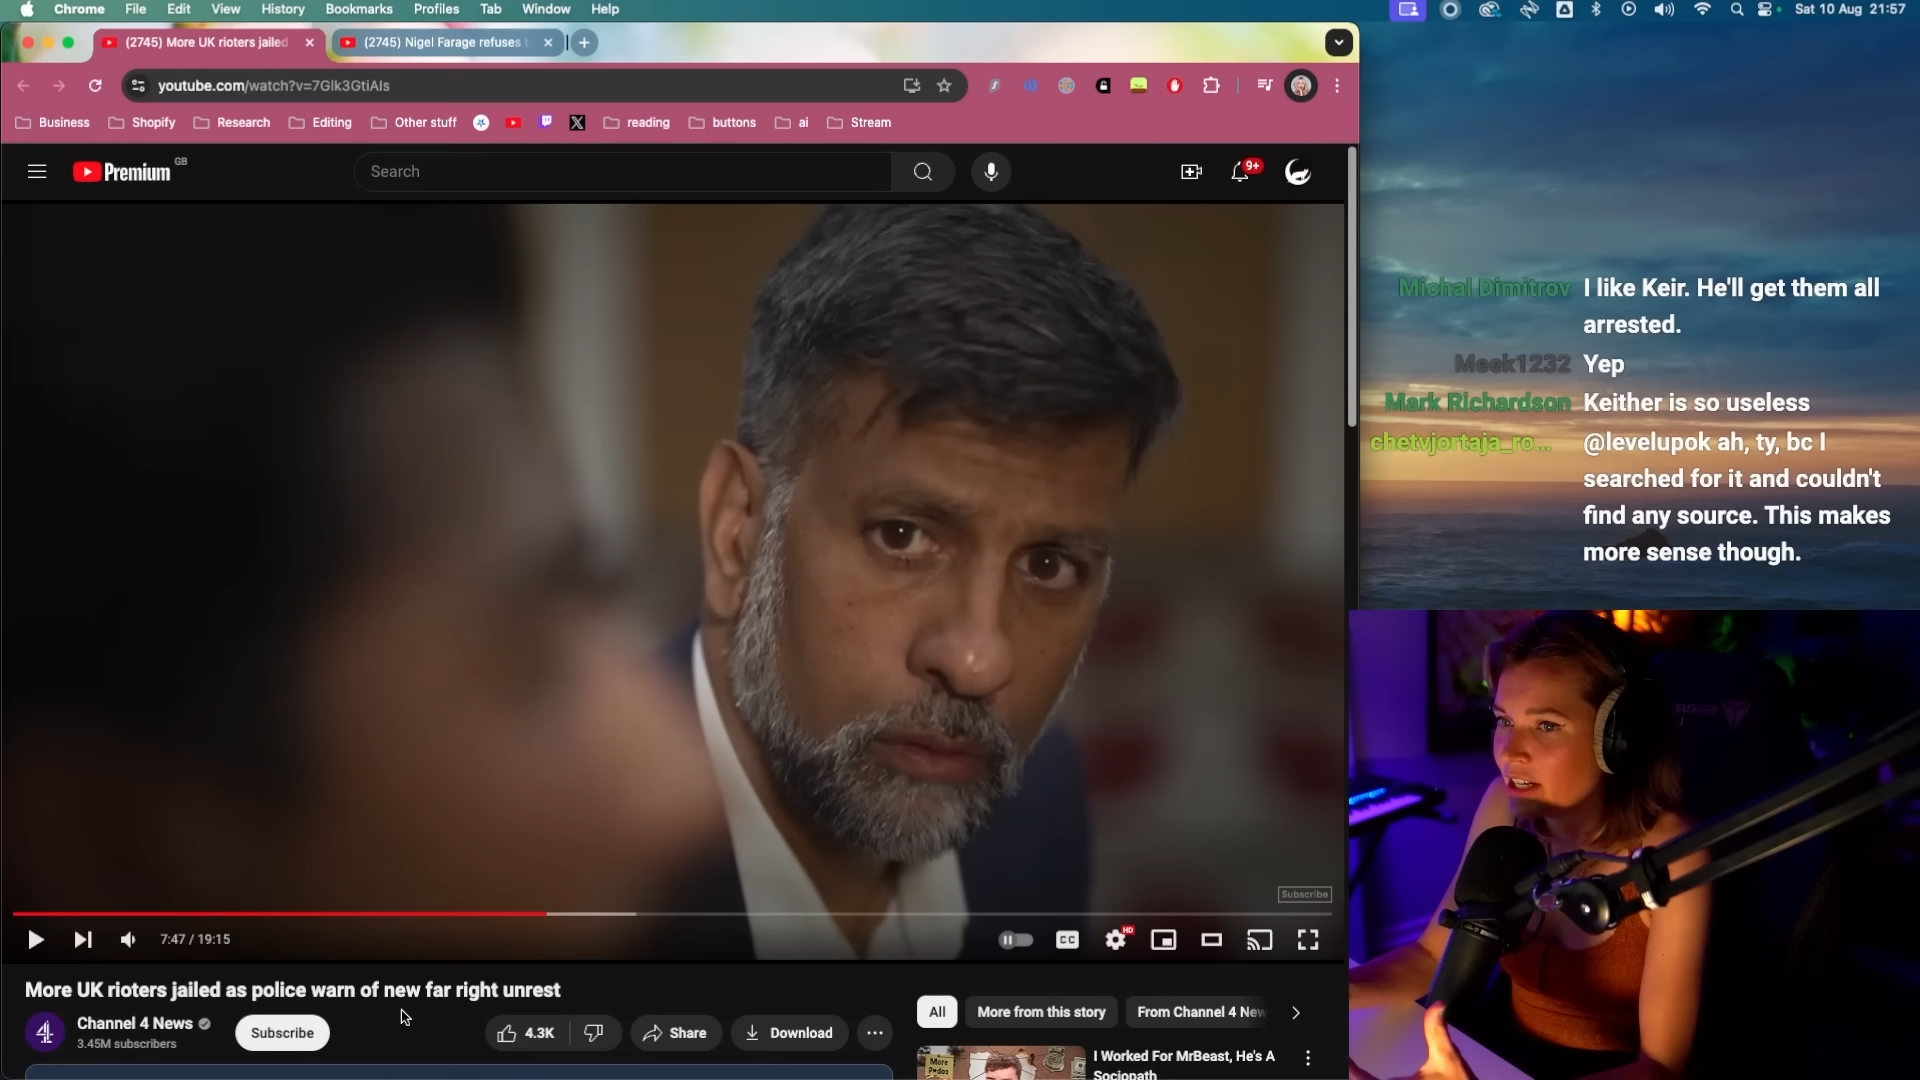 Chrome File Edit View History Bookmarks Profiles Tab Window Help
Sat 10 Aug 21:57
(2745) More UK rioters jailed
(2745) Nigel Farage refuses
youtube.com/watch?v=7Glk3GtiAls
Business Shopify Research Editing Other stuff reading buttons ai Stream
Premium GB
Search
9+
Subscribe
7:47 / 19:15
CC
HD
More UK rioters jailed as police warn of new far right unrest
Channel 4 News
3.45M subscribers
Subscribe
4.3K
Share
Download
All
More from this story
From Channel 4 New
I Worked For MrBeast, He's A
Sociopath
Michal Dimitrov I like Keir. He'll get them all
arrested.
Meek1232 Yep
Mark Richardson Keither is so useless
chetvjortaja_ro... @levelupok ah, ty, bc I
searched for it and couldn't
find any source. This makes
more sense though.